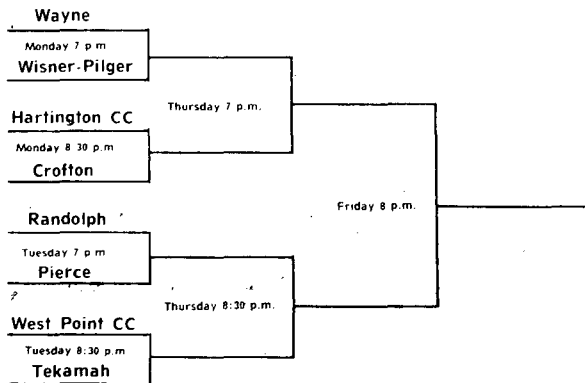 Wayne
Monday 7 p m
Wisner-Pilger
Thursday 7 p.m.
Hartington CC
Monday 8 30 p.m
Crofton
Friday 8 p.m.
Randolph
Tuesday 7 p m
Pierce
Thursday 8:30 p.m.
West Point CC
Tuesday 8:30 p.m
Tekamah